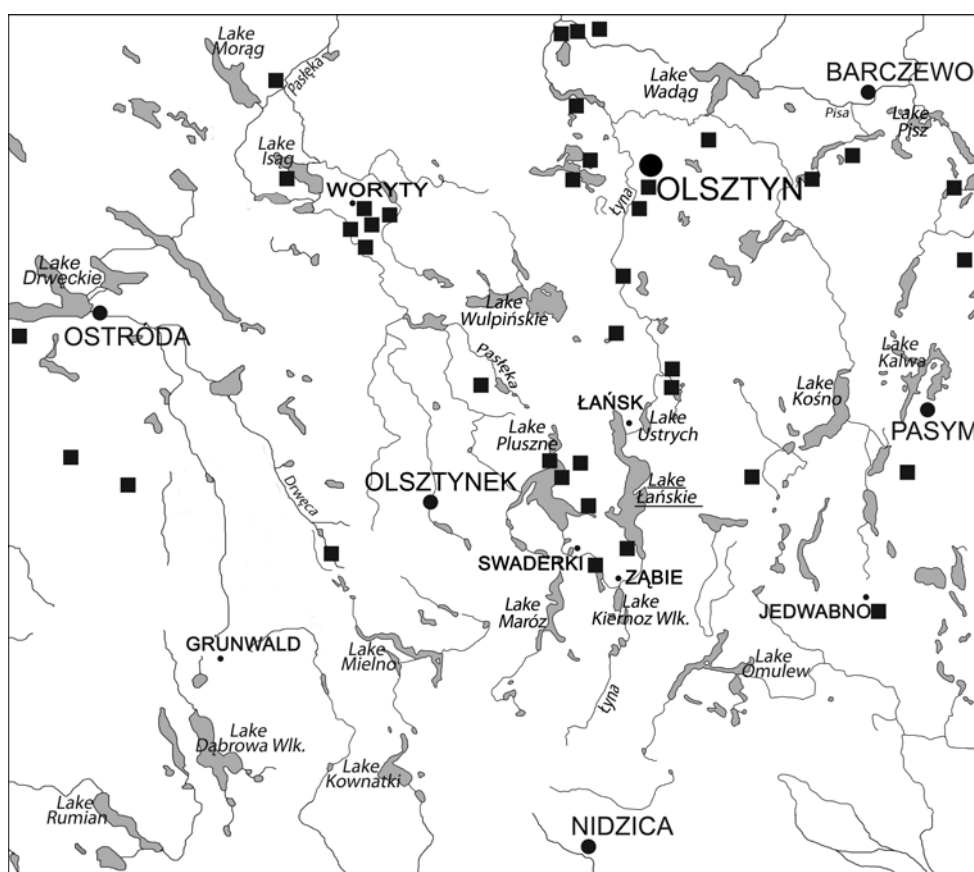 Lake
Morąg
Pasłęka
Lake
Wadąg
BARCZEWO
Pisa
Lake
Pisz
Lake
Isąg
WORYTY
OLSZTYN
Łyna
Lake
Drwęckie
OSTRÓDA
Lake
Wulpińskie
Pasłęka
Lake
Kalwa
Lake
Kośno
PASYM
ŁAŃSK
Lake
Ustrych
Lake
Pluszne
OLSZTYNEK
Lake
Łańskie
Drwęca
SWADERKI
ZĄBIE
Lake
Maróz
Lake
Kiernoz Wlk.
JEDWABNO
GRUNWALD
Lake
Mielno
Lake
Omulew
Łyna
Lake
Dąbrowa Wlk.
Lake
Kownatki
Lake
Rumian
NIDZICA